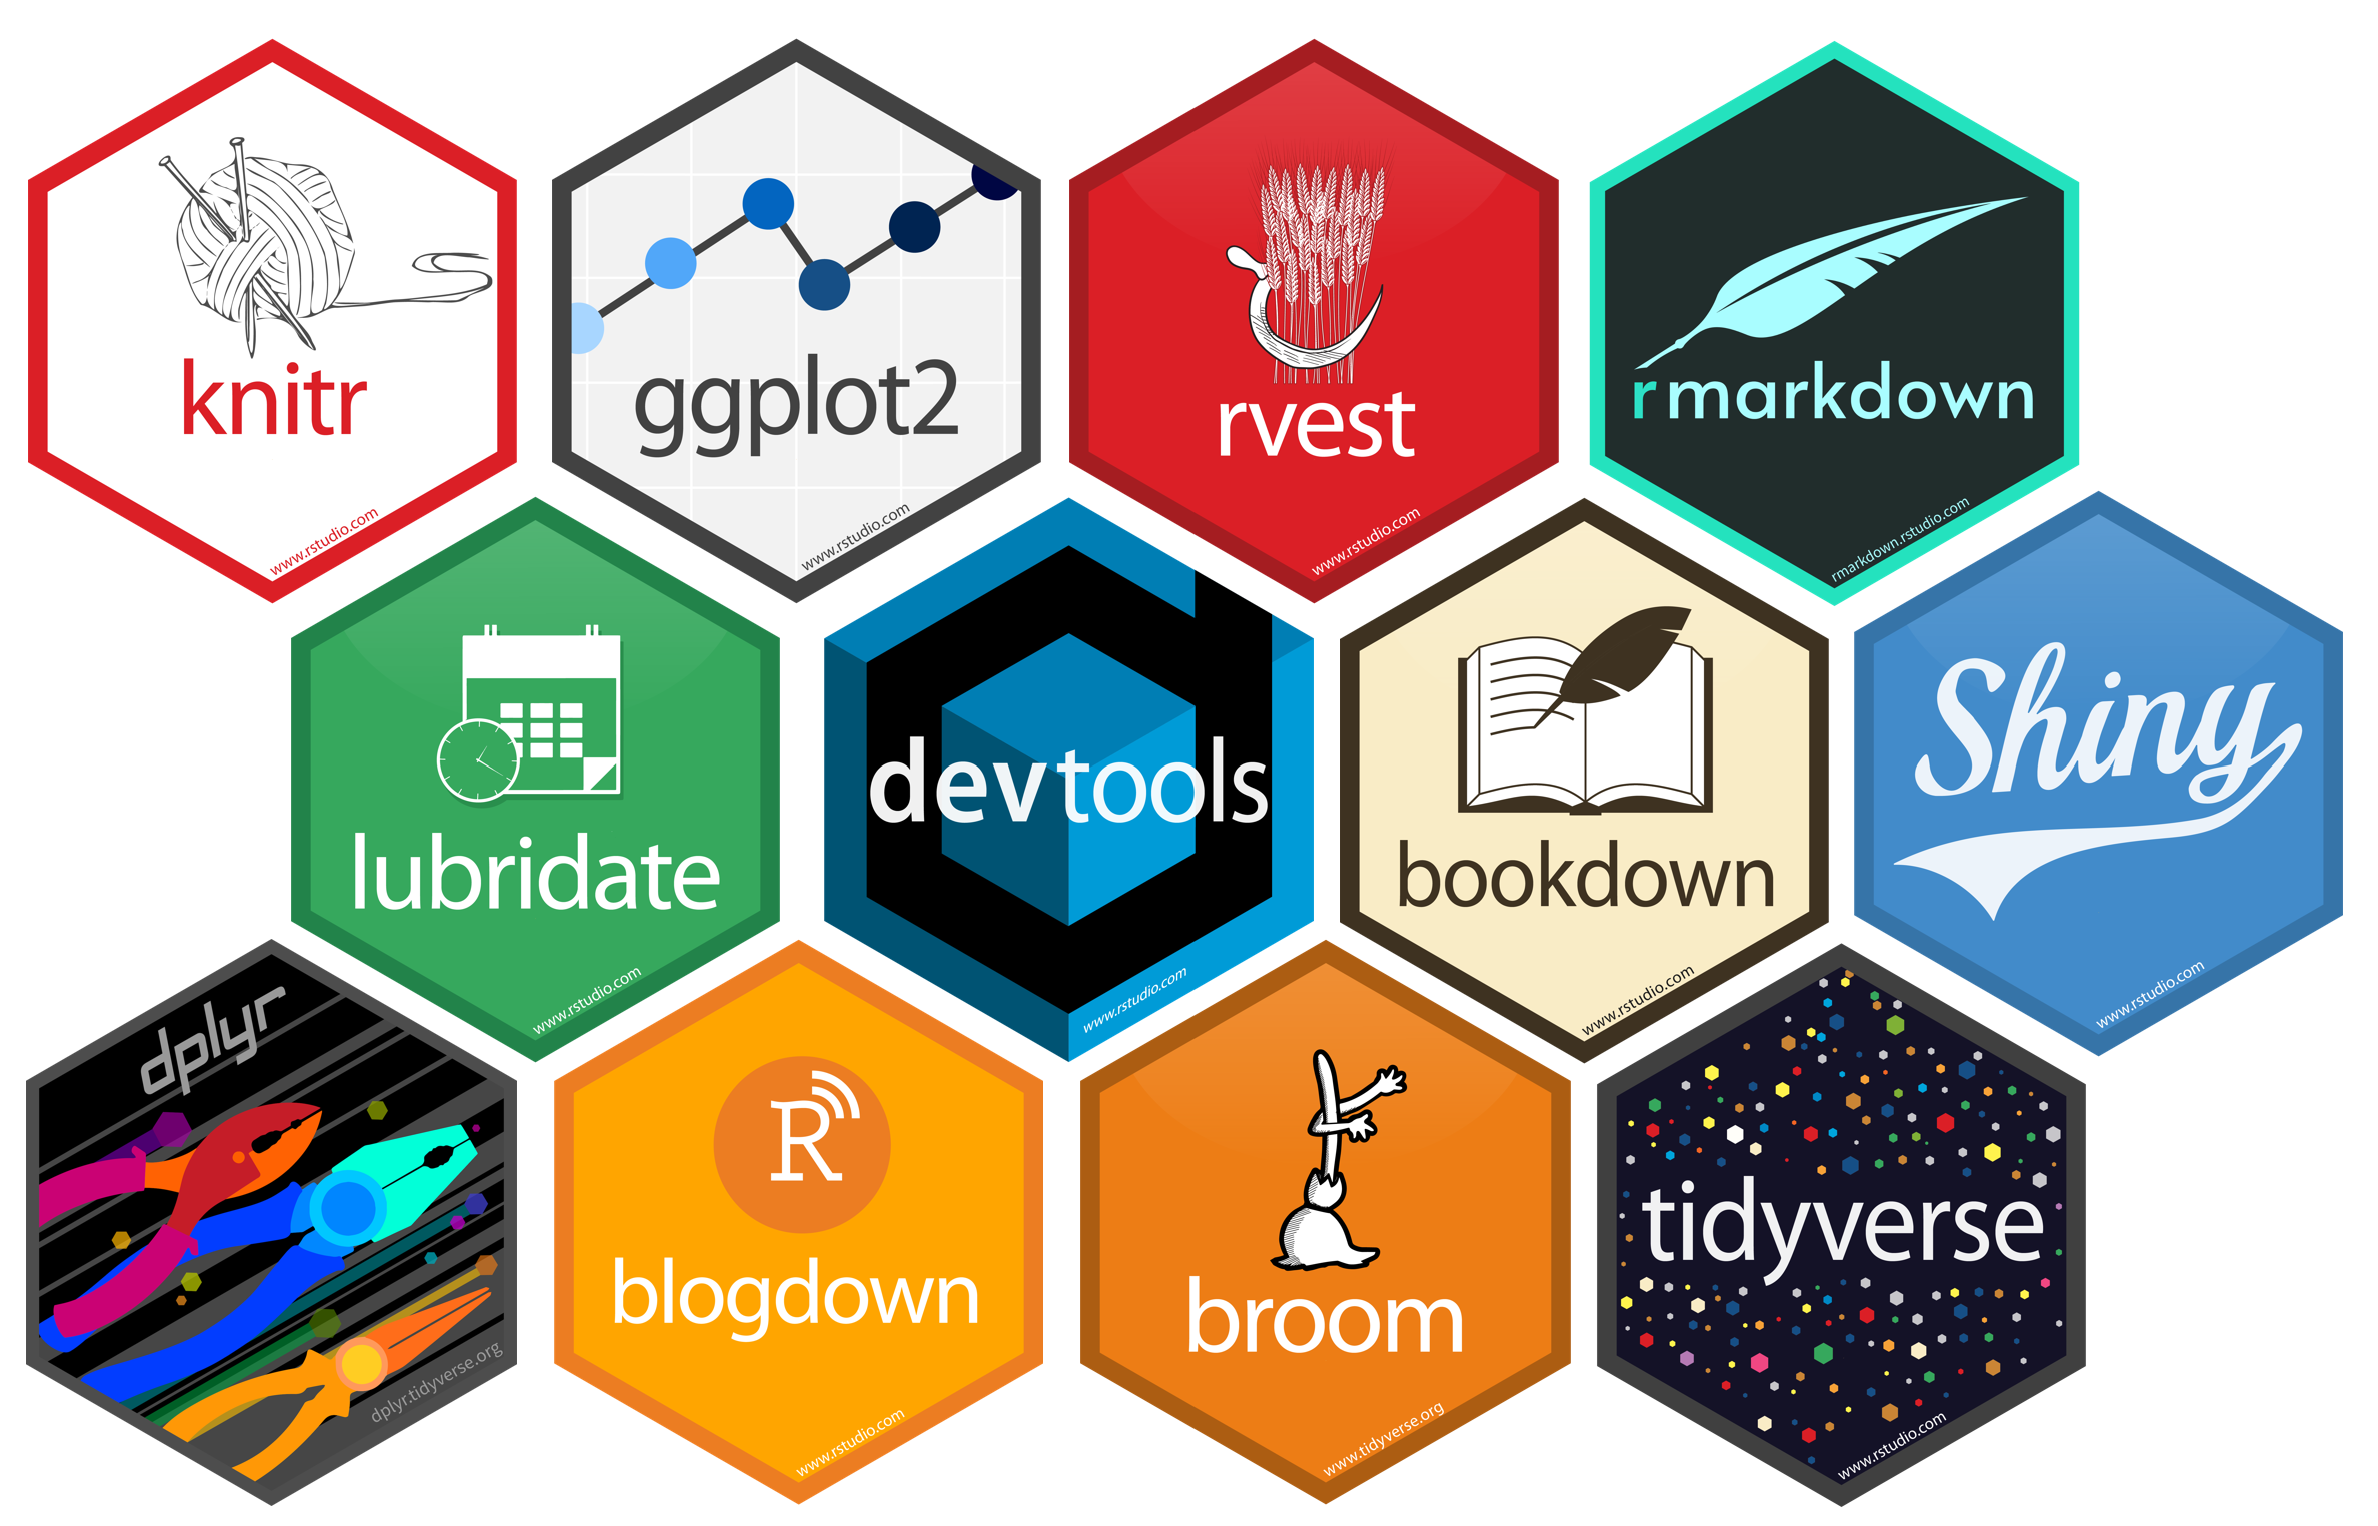 knitr
www.rstudio.com
ggplot2
www.rstudio.com
rvest
www.rstudio.com
rmarkdown
rmarkdown.rstudio.com
lubridate
www.rstudio.com
devtools
www.rstudio.com
bookdown
www.rstudio.com
Shiny
www.rstudio.com
dplyr
dplyr.tidyverse.org
R
blogdown
www.rstudio.com
broom
www.tidyverse.org
tidyverse
www.rstudio.com